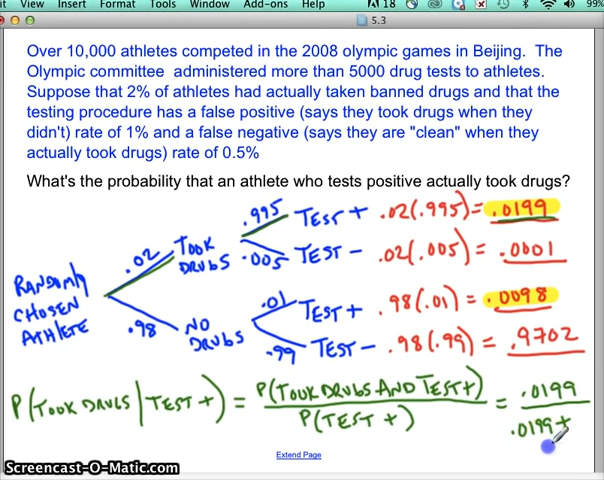 it View Insert Format Tools Window Add-ons Help 18 99%
5.3
Over 10,000 athletes competed in the 2008 olympic games in Beijing. The
Olympic committee administered more than 5000 drug tests to athletes.
Suppose that 2% of athletes had actually taken banned drugs and that the
testing procedure has a false positive (says they took drugs when they
didn't) rate of 1% and a false negative (says they are "clean" when they
actually took drugs) rate of 0.5%
What's the probability that an athlete who tests positive actually took drugs?
.995 TEST + .02(.995) = .0199
.02 TOOK DRUGS .005 TEST - .02(.005) = .0001
RANDOMLY
CHOSEN
ATHLETE
.01 TEST + .98(.01) = .0098
.98 NO DRUBS .99 TEST - .98(.99) = .9702
P(TOOK DRUGS | TEST +) = P(TOOK DRUBS AND TEST +) / P(TEST +) = .0199 / .0199 +
Extend Page
Screencast-O-Matic.com